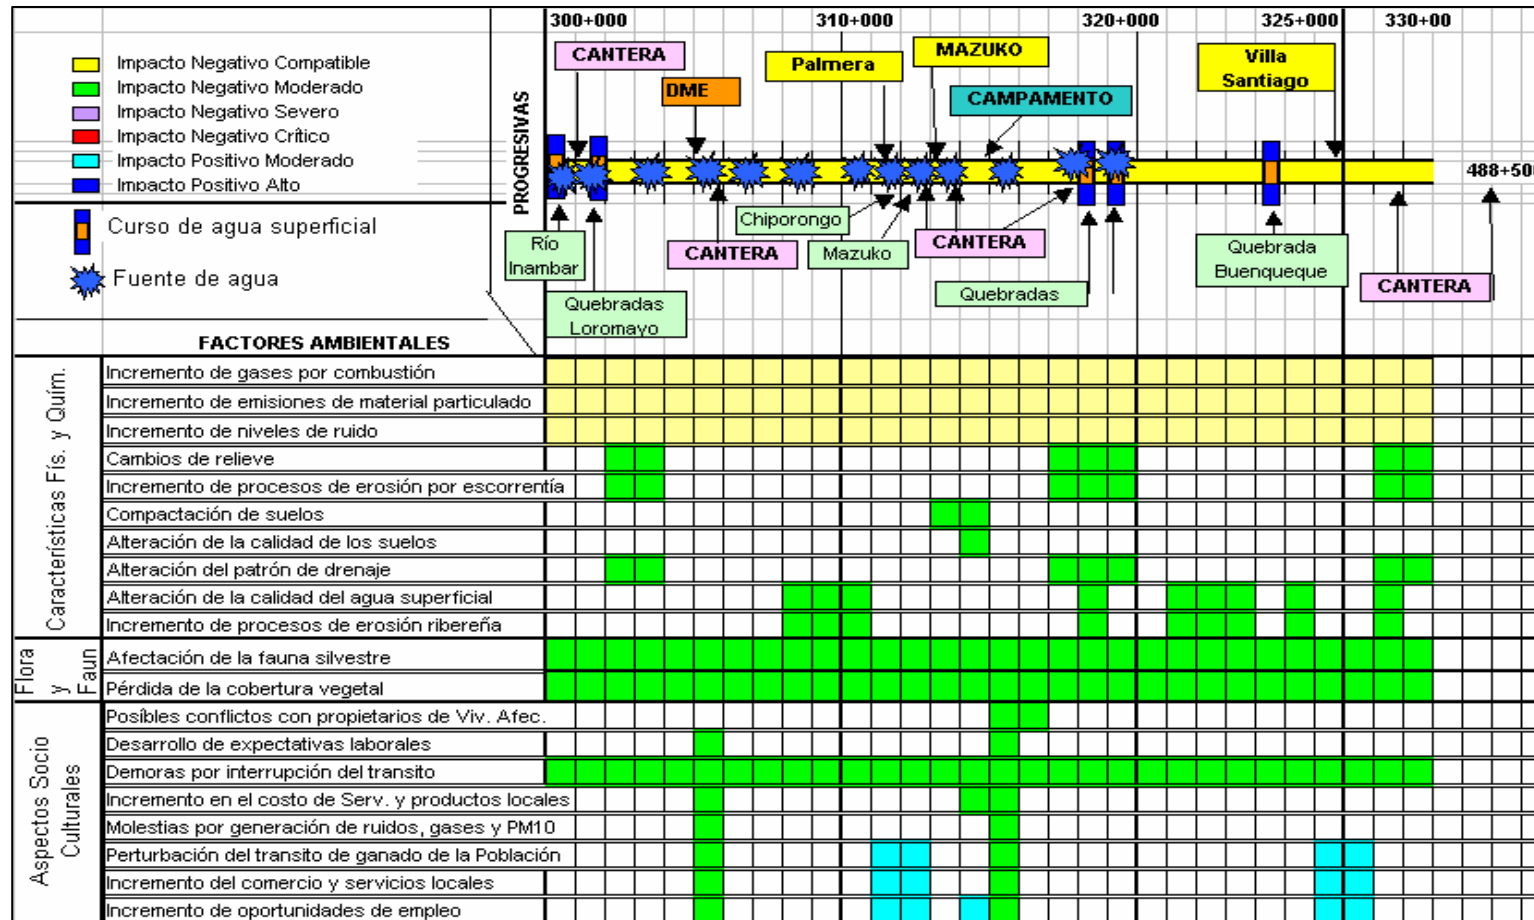 300+000 310+000 320+000 325+000 330+00
Impacto Negativo Compatible
Impacto Negativo Moderado
Impacto Negativo Severo
Impacto Negativo Crítico
Impacto Positivo Moderado
Impacto Positivo Alto
Curso de agua superficial
Fuente de agua
PROGRESIVAS
CANTERA
DME
Palmera
MAZUKO
CAMPAMENTO
Villa
Santiago
488+50
Río
Inambar
Quebradas
Loromayo
CANTERA
Chiporongo
Mazuko
CANTERA
Quebradas
Quebrada
Buenqueque
CANTERA
FACTORES AMBIENTALES
Características Fís. y Quím.
Incremento de gases por combustión
Incremento de emisiones de material particulado
Incremento de niveles de ruido
Cambios de relieve
Incremento de procesos de erosión por escorrentía
Compactación de suelos
Alteración de la calidad de los suelos
Alteración del patrón de drenaje
Alteración de la calidad del agua superficial
Incremento de procesos de erosión ribereña
Flora
y
Faun
Afectación de la fauna silvestre
Pérdida de la cobertura vegetal
Aspectos Socio
Culturales
Posíbles conflictos con propietarios de Viv. Afec.
Desarrollo de expectativas laborales
Demoras por interrupción del transito
Incremento en el costo de Serv. y productos locales
Molestias por generación de ruidos, gases y PM10
Perturbación del transito de ganado de la Población
Incremento del comercio y servicios locales
Incremento de oportunidades de empleo